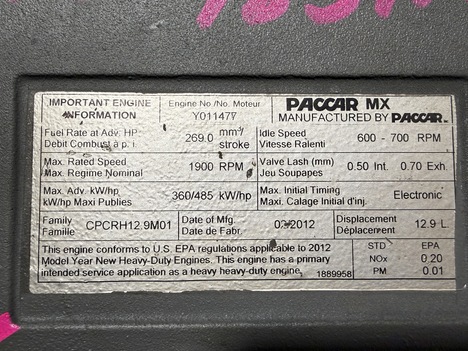 IMPORTANT ENGINE INFORMATION
Engine No/No. Moteur
Y011477
PACCAR MX
MANUFACTURED BY PACCAR
Fuel Rate at Adv. HP
Debit Combust à p. i.
269.0 mm³/stroke
Idle Speed
Vitesse Ralenti
600 - 700 RPM
Max. Rated Speed
Max. Regime Nominal
1900 RPM
Valve Lash (mm)
Jeu Soupapes
0.50 Int. 0.70 Exh.
Max. Adv. kW/hp
kW/hp Maxi Publies
360/485 kW/hp
Max. Initial Timing
Maxi. Calage Initial d'inj.
Electronic
Family
Famille
CPCRH12.9M01
Date of Mfg.
Date de Fabr.
02/2012
Displacement
Déplacement
12.9 L
This engine conforms to U.S. EPA regulations applicable to 2012
Model Year New Heavy-Duty Engines. This engine has a primary
intended service application as a heavy heavy-duty engine.
1889958
STD EPA
NOx 0.20
PM 0.01